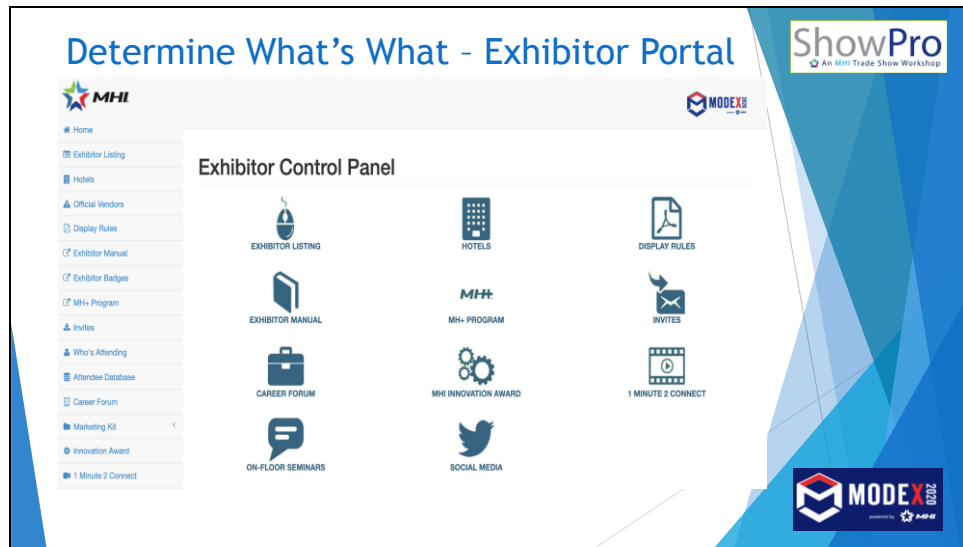 Determine What's What – Exhibitor Portal
ShowPro
An MHI Trade Show Workshop
MHI
MODEX 2020
Home
Exhibitor Listing
Hotels
Official Vendors
Display Rules
Exhibitor Manual
Exhibitor Badges
MH+ Program
Invites
Who's Attending
Attendee Database
Career Forum
Marketing Kit
Innovation Award
1 Minute 2 Connect
Exhibitor Control Panel
EXHIBITOR LISTING
HOTELS
DISPLAY RULES
EXHIBITOR MANUAL
MH+
MH+ PROGRAM
INVITES
CAREER FORUM
MHI INNOVATION AWARD
1 MINUTE 2 CONNECT
ON-FLOOR SEMINARS
SOCIAL MEDIA
MODEX 2020
powered by MHI